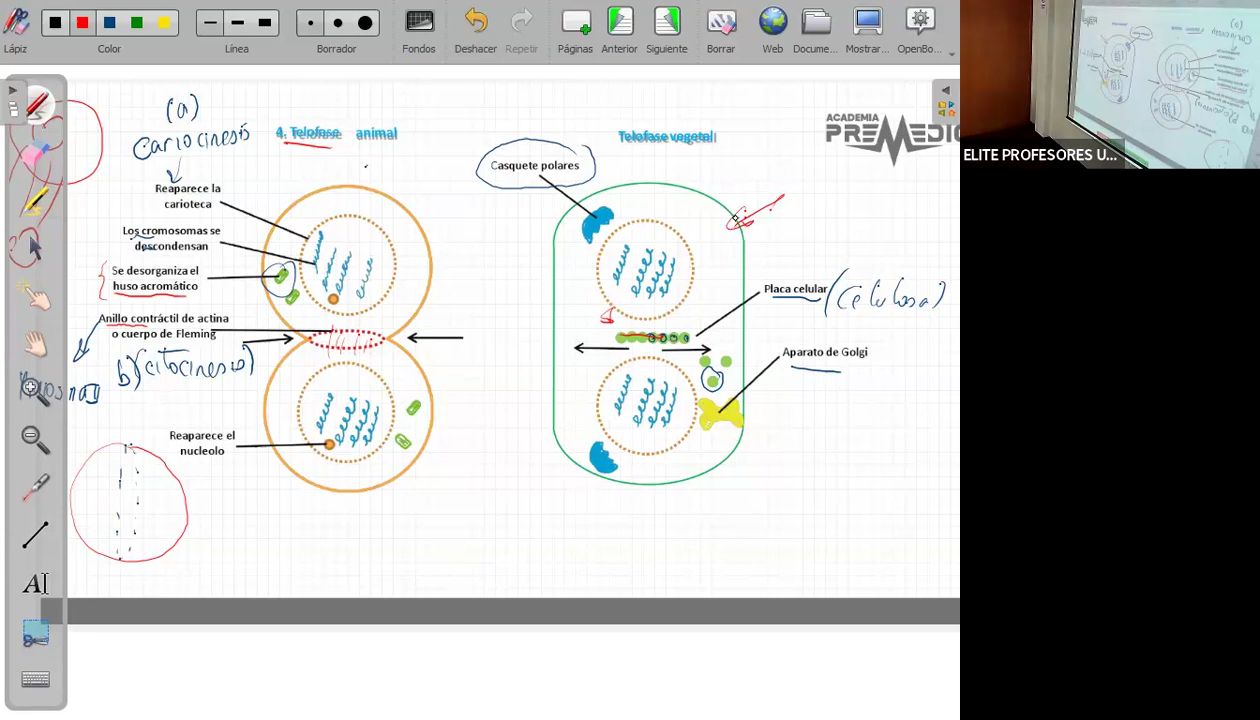 Lápiz
Color
Línea
Borrador
Fondos
Deshacer
Repetir
Páginas
Anterior
Siguiente
Borrar
Web
Docume...
Mostrar...
OpenBo...
(a)
Cariocinesis
4. Telofase animal
Telofase vegetal
ACADEMIA
PREMEDIC
ELITE PROFESORES U...
Casquete polares
Reaparece la
carioteca
Los cromosomas se
descondensan
Se desorganiza el
huso acromático
Placa celular (celulosa)
Anillo contráctil de actina
o cuerpo de Fleming
b) (citocinesis)
Aparato de Golgi
Reaparece el
nucleolo